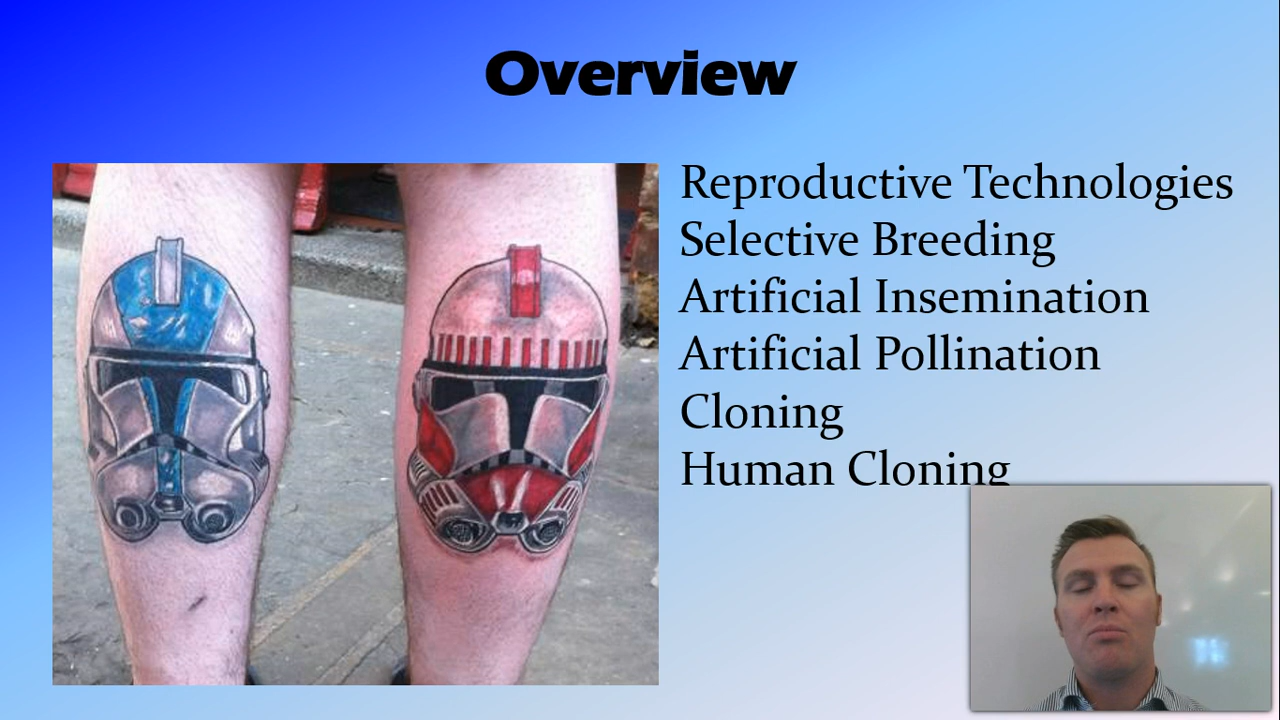 Overview
Reproductive Technologies
Selective Breeding
Artificial Insemination
Artificial Pollination
Cloning
Human Cloning